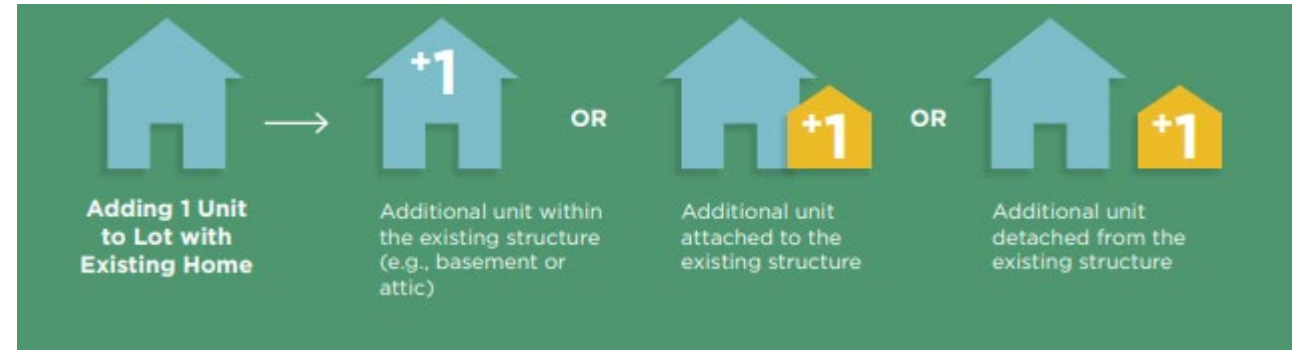 Adding 1 Unit
to Lot with
Existing Home
+1
Additional unit within
the existing structure
(e.g., basement or
attic)
OR
+1
Additional unit
attached to the
existing structure
OR
+1
Additional unit
detached from the
existing structure